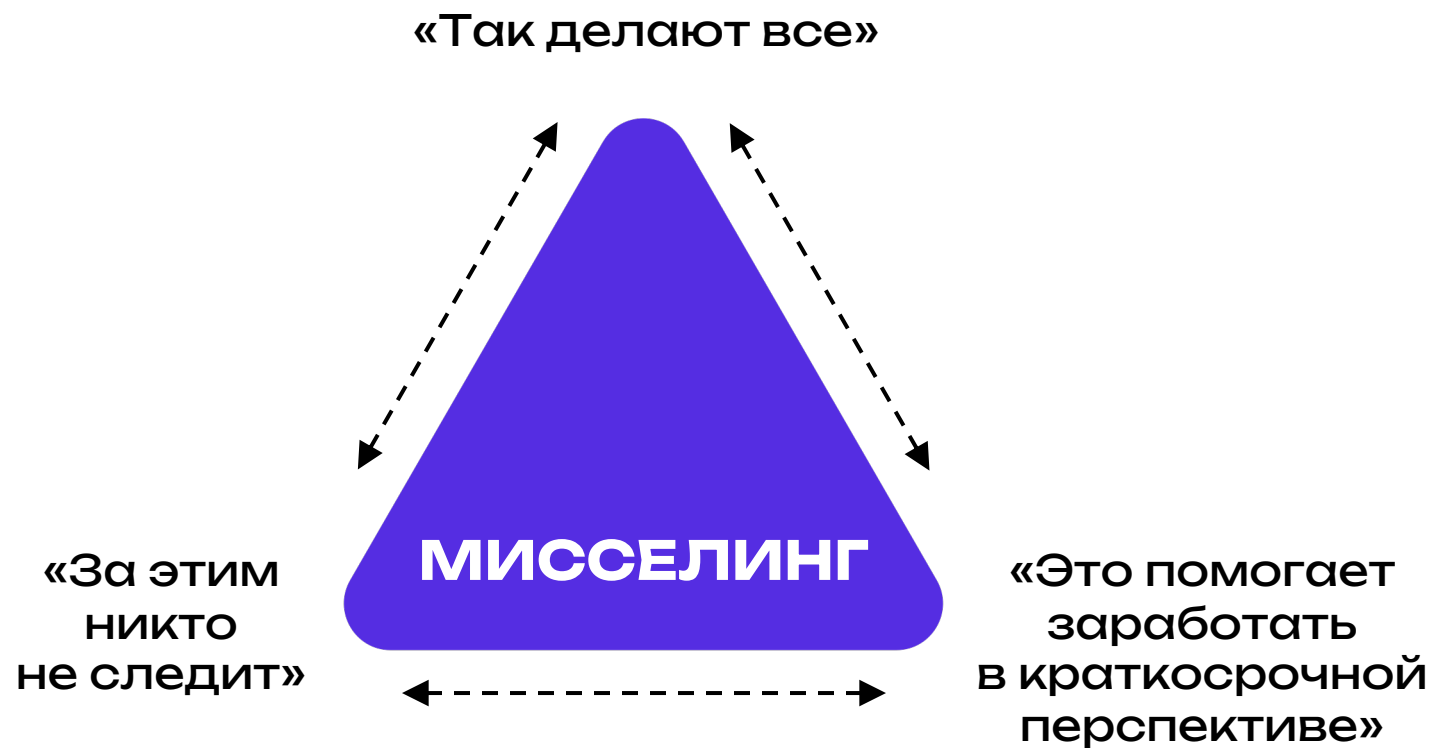 «Так делают все»
МИССЕЛИНГ
«За этим
никто
не следит»
«Это помогает
заработать
в краткосрочной
перспективе»